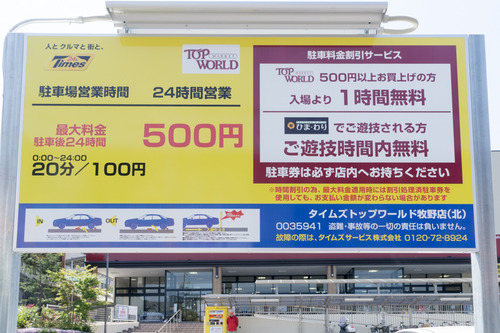 人とクルマと街と、
Times
TOP MARKET WORLD
駐車場営業時間 24時間営業
最大料金
駐車後24時間 500円
0:00~24:00
20分/100円
駐車料金割引サービス
TOP MARKET WORLD 500円以上お買上げの方
入場より 1時間無料
ひま・わり でご遊技される方
ご遊技時間内無料
駐車券は必ず店内へお持ちください
※時間割引の為、最大料金適用時には割引処理済駐車券を
使用しても、お支払い金額が変わらない場合があります
IN OUT
タイムズトップワールド牧野店(北)
0035941 盗難・事故等の一切の責任は負いません。
故障の際は、タイムズサービス株式会社 0120-72-8924